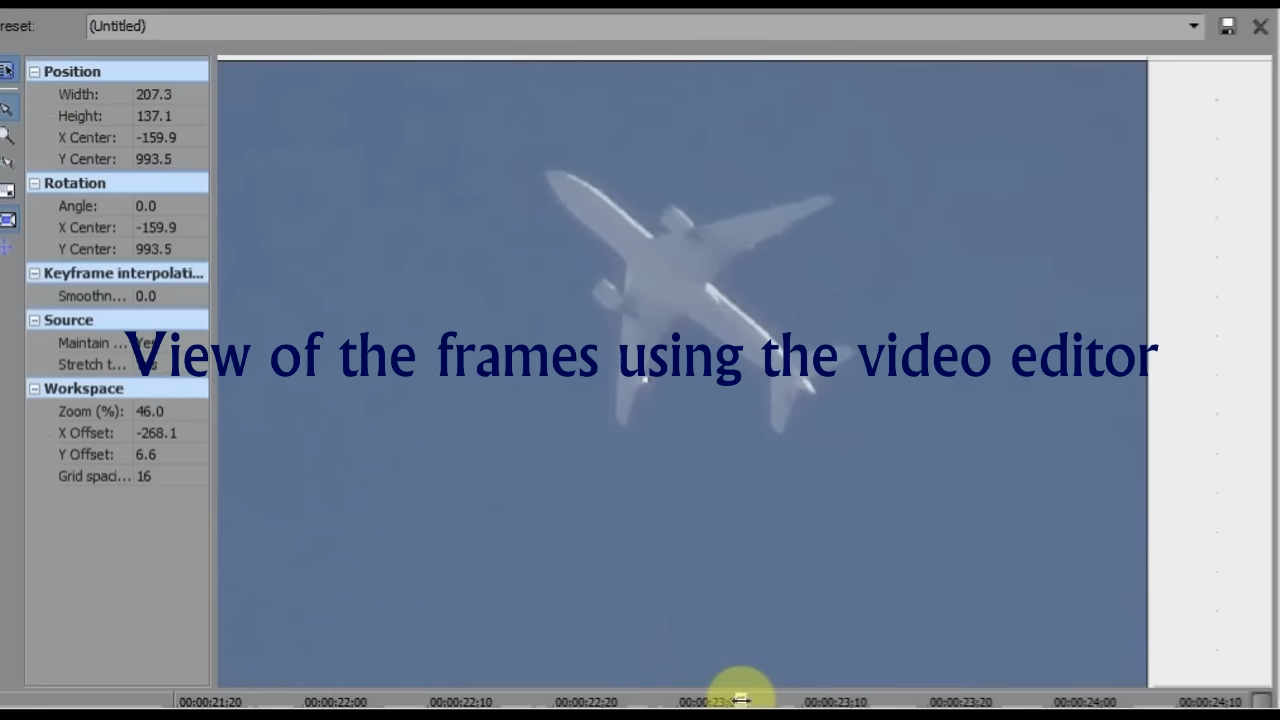 reset:
(Untitled)
Position
Width: 207.3
Height: 137.1
X Center: -159.9
Y Center: 993.5
Rotation
Angle: 0.0
X Center: -159.9
Y Center: 993.5
Keyframe interpolati...
Smoothn... 0.0
Source
Maintain ... Yes
Stretch t...
View of the frames using the video editor
Workspace
Zoom (%): 46.0
X Offset: -268.1
Y Offset: 6.6
Grid spaci... 16
00:00:21:20 00:00:22:00 00:00:22:10 00:00:22:20 00:00:23:10 00:00:23:20 00:00:24:00 00:00:24:10